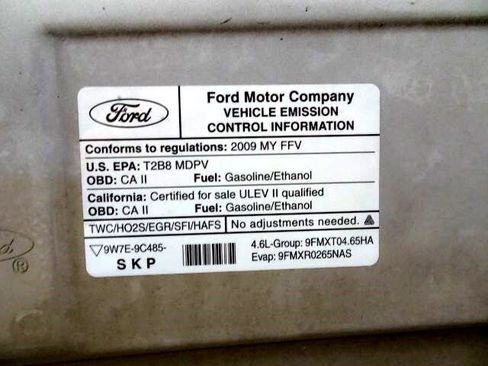 Ford
Ford Motor Company
VEHICLE EMISSION
CONTROL INFORMATION
Conforms to regulations: 2009 MY FFV
U.S. EPA: T2B8 MDPV
OBD: CA II Fuel: Gasoline/Ethanol
California: Certified for sale ULEV II qualified
OBD: CA II Fuel: Gasoline/Ethanol
TWC/HO2S/EGR/SFI/HAFS No adjustments needed.
9W7E-9C485-
SKP
4.6L-Group: 9FMXT04.65HA
Evap: 9FMXR0265NAS
Ford
®